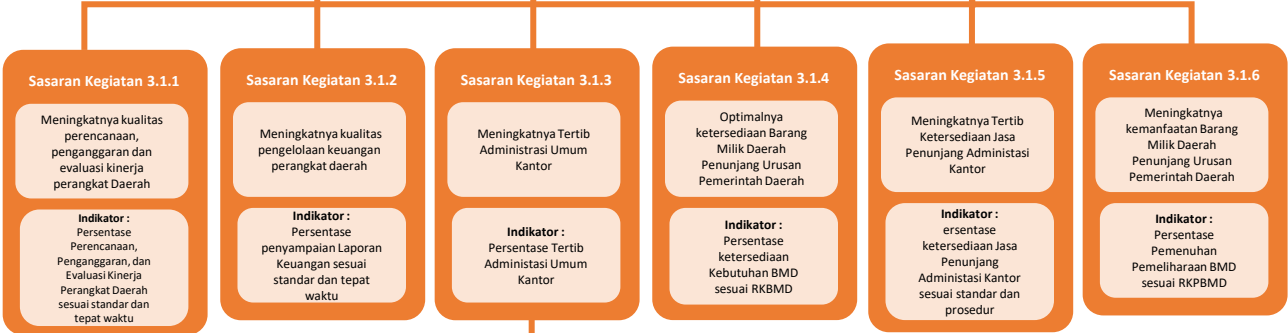 Sasaran Kegiatan 3.1.1
Meningkatnya kualitas
perencanaan,
penganggaran dan
evaluasi kinerja
perangkat Daerah
Indikator :
Persentase
Perencanaan,
Penganggaran, dan
Evaluasi Kinerja
Perangkat Daerah
sesuai standar dan
tepat waktu
Sasaran Kegiatan 3.1.2
Meningkatnya kualitas
pengelolaan keuangan
perangkat daerah
Indikator :
Persentase
penyampaian Laporan
Keuangan sesuai
standar dan tepat
waktu
Sasaran Kegiatan 3.1.3
Meningkatnya Tertib
Administrasi Umum
Kantor
Indikator :
Persentase Tertib
Administasi Umum
Kantor
Sasaran Kegiatan 3.1.4
Optimalnya
ketersediaan Barang
Milik Daerah
Penunjang Urusan
Pemerintah Daerah
Indikator :
Persentase
ketersediaan
Kebutuhan BMD
sesuai RKBMD
Sasaran Kegiatan 3.1.5
Meningkatnya Tertib
Ketersediaan Jasa
Penunjang Administasi
Kantor
Indikator :
ersentase
ketersediaan Jasa
Penunjang
Administasi Kantor
sesuai standar dan
prosedur
Sasaran Kegiatan 3.1.6
Meningkatnya
kemanfaatan Barang
Milik Daerah
Penunjang Urusan
Pemerintah Daerah
Indikator :
Persentase
Pemenuhan
Pemeliharaan BMD
sesuai RKPBMD